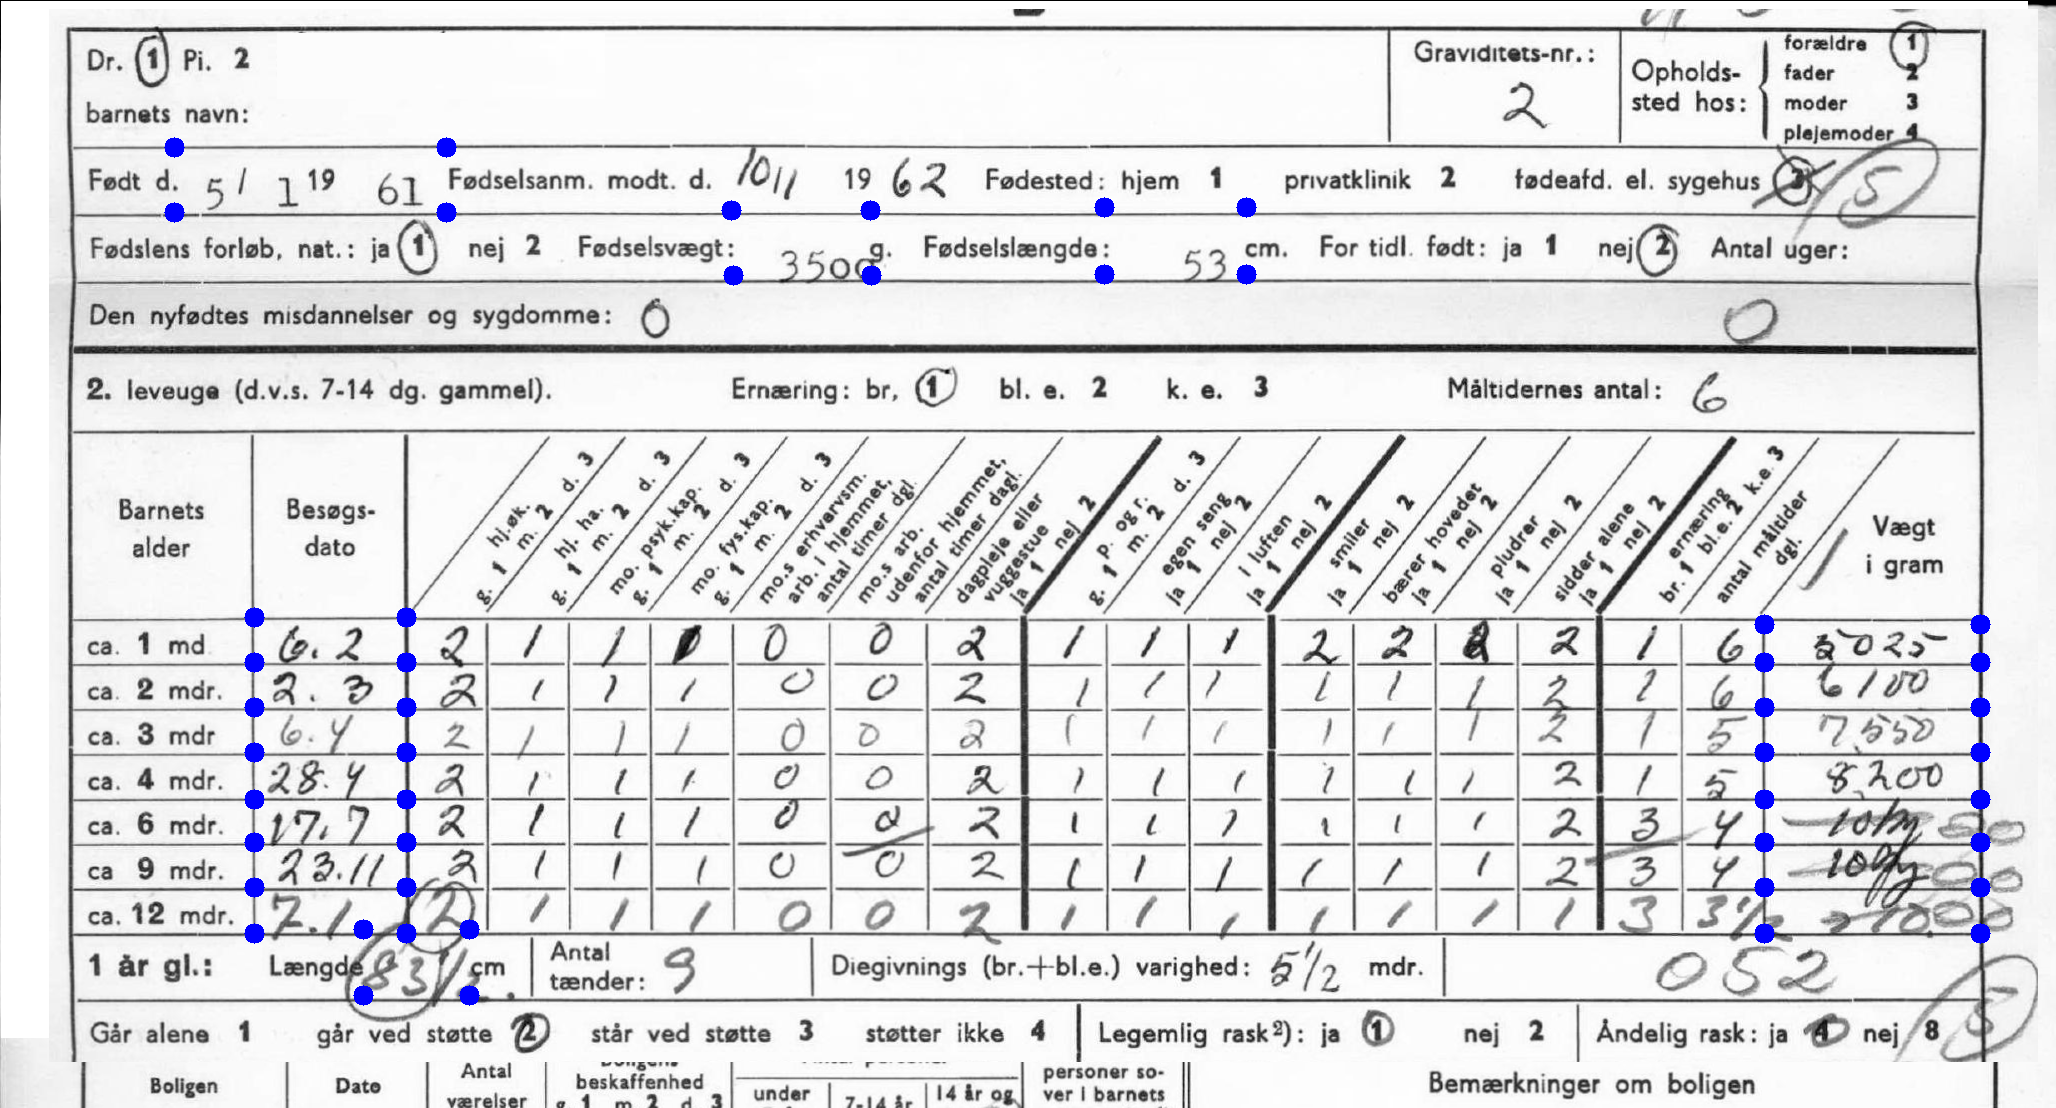 Dr. 1 Pi. 2
barnets navn:
Graviditets-nr.: 2
Opholds-sted hos: forældre 1 fader 2 moder 3 plejemoder 4
Født d. 5/ 1 19 61 Fødselsanm. modt. d. 10/1 19 62 Fødested: hjem 1 privatklinik 2 fødeafd. el. sygehus 3 5
Fødslens forløb, nat.: ja 1 nej 2 Fødselsvægt: 3500 g. Fødselslængde: 53 cm. For tidl. født: ja 1 nej 2 Antal uger:
Den nyfødtes misdannelser og sygdomme: 0 0
2. leveuge (d.v.s. 7-14 dg. gammel). Ernæring: br, 1 bl. e. 2 k. e. 3 Måltidernes antal: 6
Barnets alder
Besøgs-dato
hj.øk. g. 1 m. 2 d. 3
hj. ha. g. 1 m. 2 d. 3
mo. psyk.kap. g. 1 m. 2 d. 3
mo. fys.kap. g. 1 m. 2 d. 3
mo.s erhvervsm. arb. i hjemmet, antal timer dgl.
mo.s arb. udenfor hjemmet, antal timer dagl.
dagpleje eller vuggestue ja 1 nej 2
p. og r. g. 1 m. 2 d. 3
egen seng ja 1 nej 2
i luften ja 1 nej 2
smiler ja 1 nej 2
bærer hovedet ja 1 nej 2
pludrer ja 1 nej 2
sidder alene ja 1 nej 2
ernæring br. 1 bl.e. 2 k.e. 3
antal måltider dgl.
Vægt i gram
ca. 1 md 6.2 2 1 1 1 0 0 2 1 1 1 2 2 2 2 1 6 5025
ca. 2 mdr. 2.3 2 1 1 1 0 0 2 1 1 1 1 1 1 2 1 6 6100
ca. 3 mdr 6.4 2 1 1 1 0 0 2 1 1 1 1 1 1 2 1 5 7,550
ca. 4 mdr. 28.4 2 1 1 1 0 0 2 1 1 1 1 1 1 2 1 5 8,200
ca. 6 mdr. 17.7 2 1 1 1 0 0 2 1 1 1 1 1 1 2 3 4
ca 9 mdr. 23.11 2 1 1 1 0 0 2 1 1 1 1 1 1 2 3 4
ca. 12 mdr. 7.1 2 1 1 1 0 0 2 1 1 1 1 1 1 1 3 3 1/2
1 år gl.: Længde 83 1/2 cm. Antal tænder: 9 Diegivnings (br.+bl.e.) varighed: 5 1/2 mdr. 052
Går alene 1 går ved støtte 2 står ved støtte 3 støtter ikke 4 Legemlig rask²): ja 1 nej 2 Åndelig rask: ja nej 8 5
Boligen Dato Antal værelser Boligens beskaffenhed g. 1 m. 2 d. 3 under 7-14 år 14 år og personer so-ver i barnets Bemærkninger om boligen